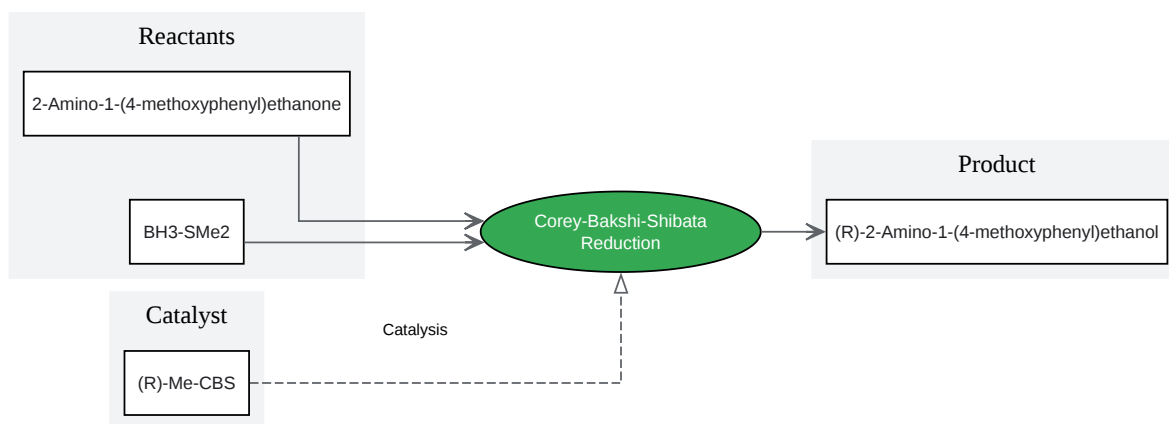 Reactants
2-Amino-1-(4-methoxyphenyl)ethanone
BH3-SMe2
Catalyst
(R)-Me-CBS
Catalysis
Corey-Bakshi-Shibata
Reduction
Product
(R)-2-Amino-1-(4-methoxyphenyl)ethanol